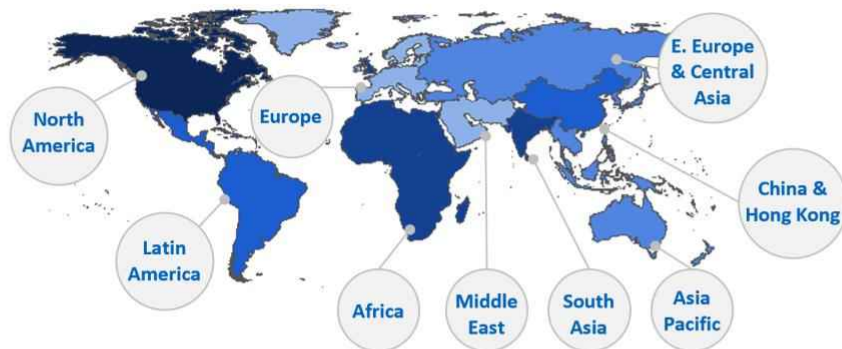 North
America
Europe
E. Europe
& Central
Asia
Latin
America
Africa
Middle
East
South
Asia
Asia
Pacific
China &
Hong Kong